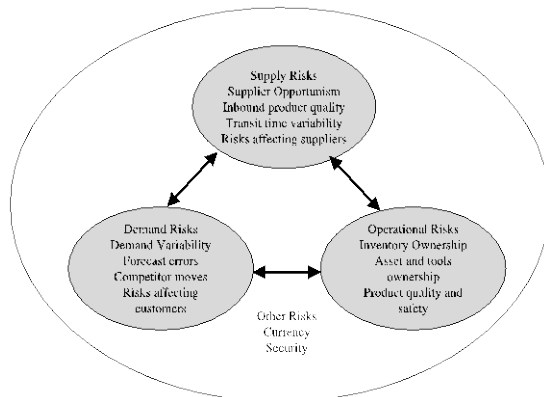 Supply Risks
Supplier Opportunism
Inbound product quality
Transit time variability
Risks affecting suppliers
Demand Risks
Demand Variability
Forecast errors
Competitor moves
Risks affecting
customers
Operational Risks
Inventory Ownership
Asset and tools
ownership
Product quality and
safety
Other Risks
Currency
Security